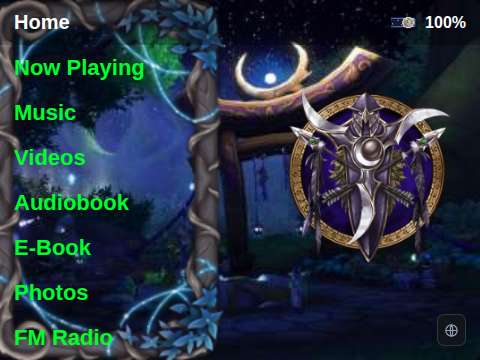 Home
100%
Now Playing
Music
Videos
Audiobook
E-Book
Photos
FM Radio